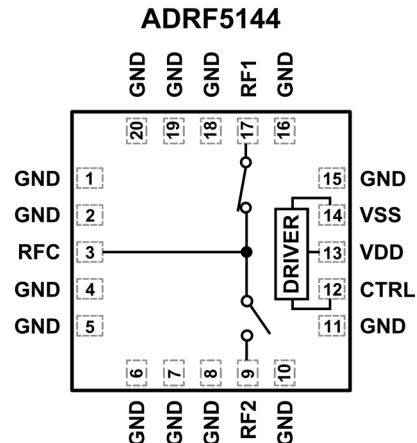 ADRF5144
GND GND GND RF1 GND
20 19 18 17 16
GND 1 15 GND
GND 2 14 VSS
RFC 3 DRIVER 13 VDD
GND 4 12 CTRL
GND 5 11 GND
6 7 8 9 10
GND GND GND RF2 GND